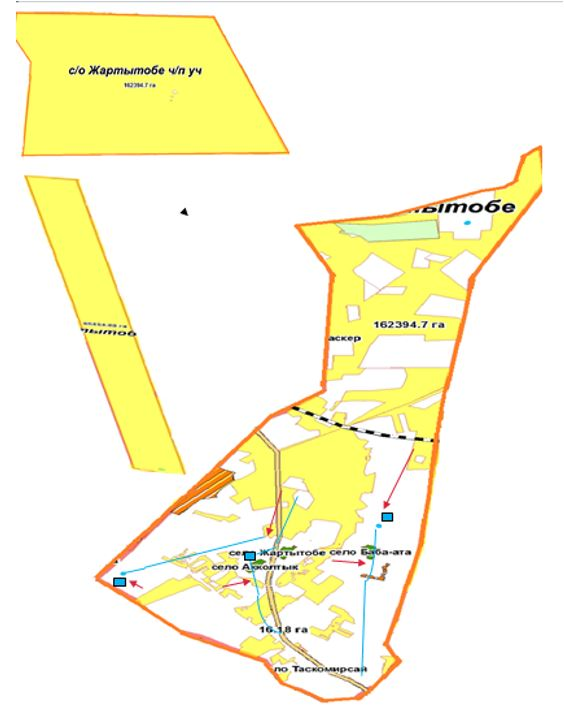 с/о Жартытобе ч/п уч
162394.7 га
ытобе
162394.7 га
аскер
село Жартытобе село Баба-ата
село Акколтык
16.18 га
ло Таскомирсай